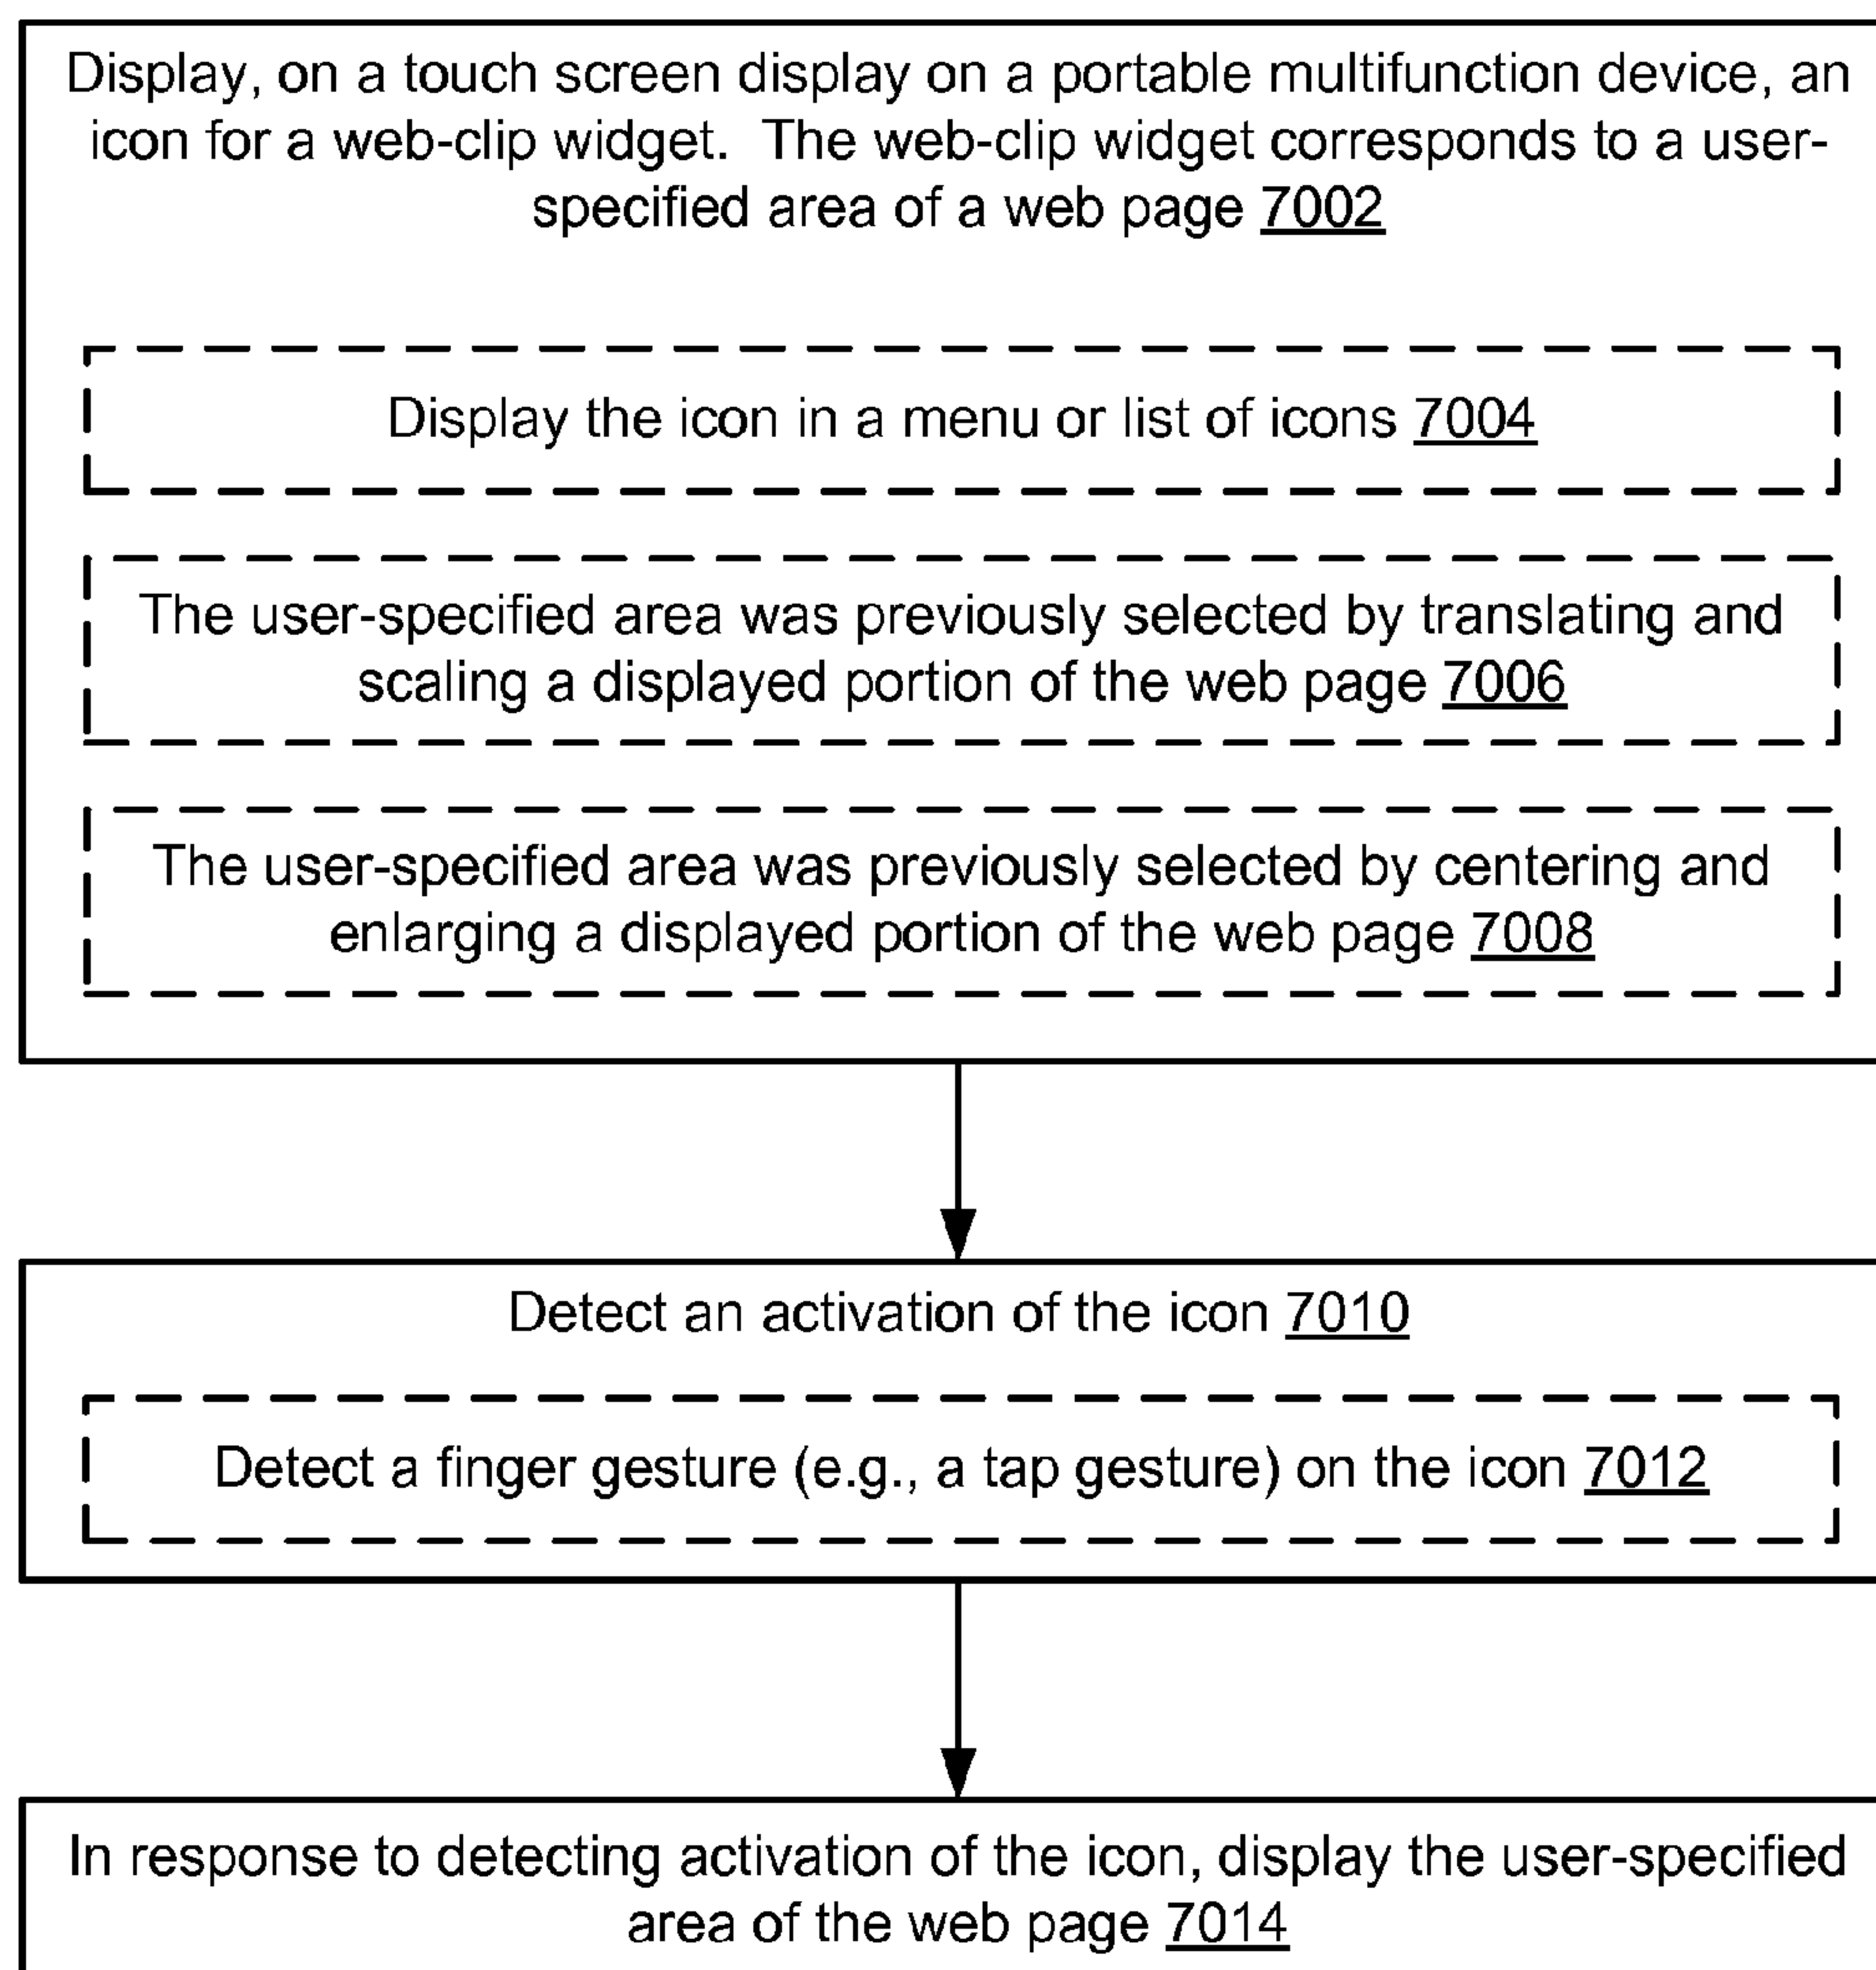 Display, on a touch screen display on a portable multifunction device, an
icon for a web-clip widget.  The web-clip widget corresponds to a user-
specified area of a web page 7002
Display the icon in a menu or list of icons 7004
The user-specified area was previously selected by translating and
scaling a displayed portion of the web page 7006
The user-specified area was previously selected by centering and
enlarging a displayed portion of the web page 7008
Detect an activation of the icon 7010
Detect a finger gesture (e.g., a tap gesture) on the icon 7012
In response to detecting activation of the icon, display the user-specified
area of the web page 7014